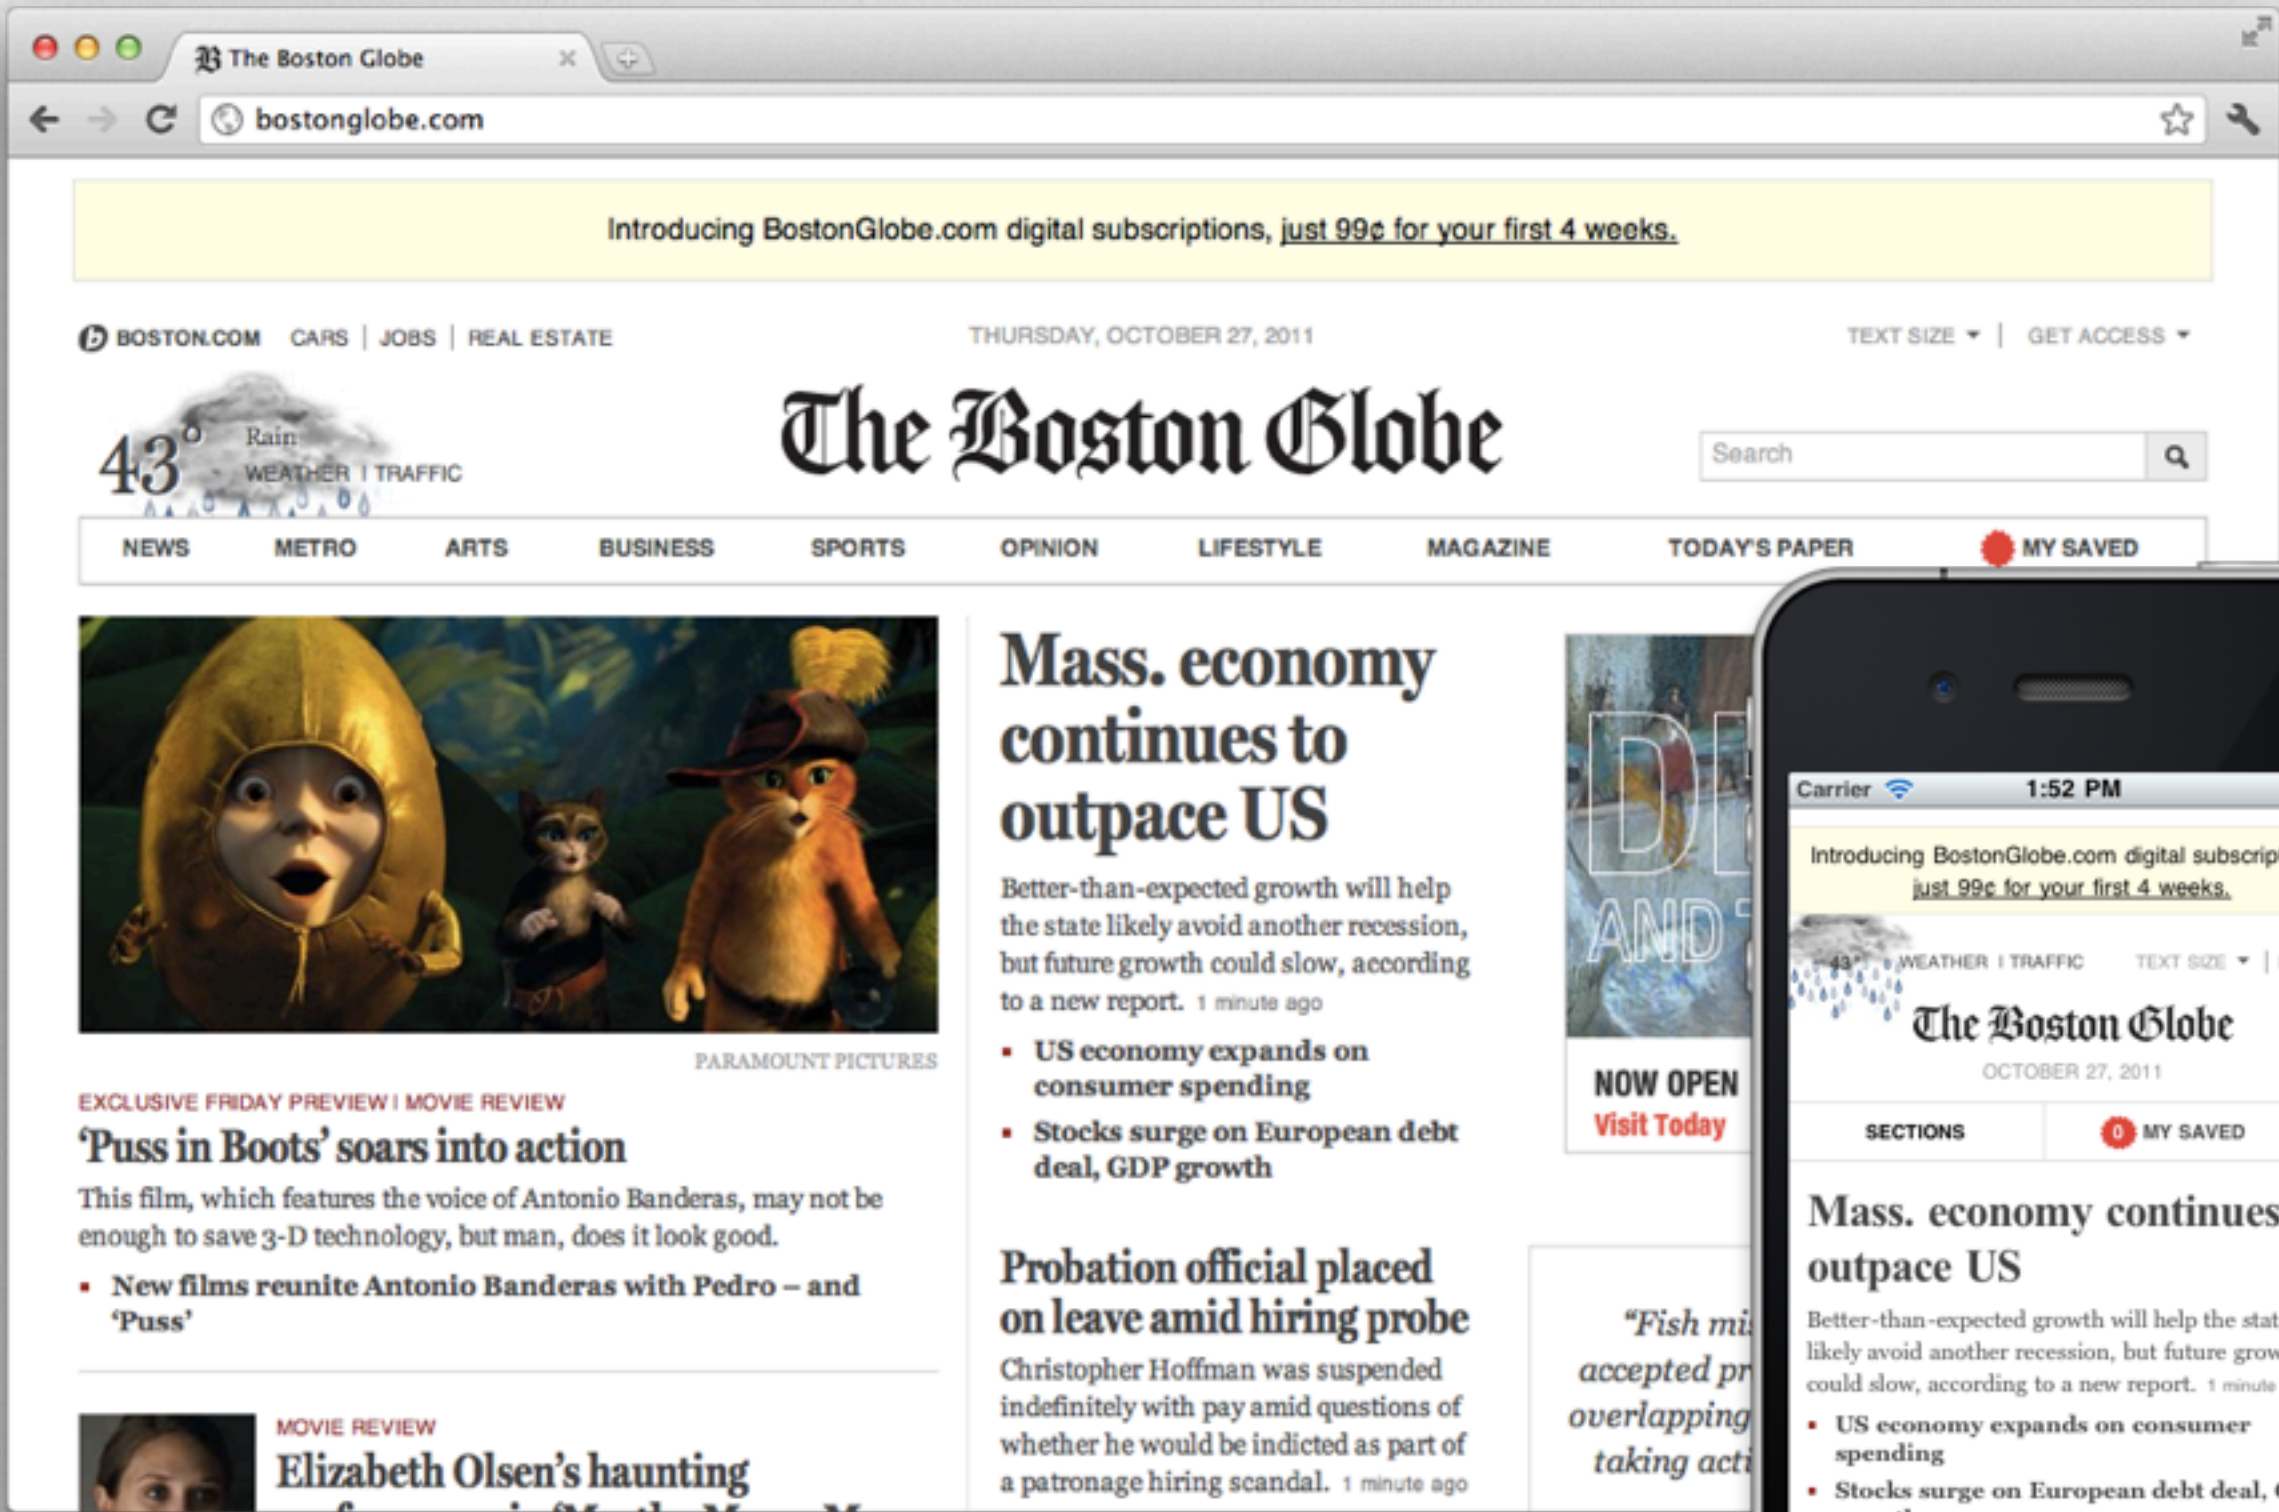 The Boston Globe
bostonglobe.com
Introducing BostonGlobe.com digital subscriptions, just 99¢ for your first 4 weeks.
BOSTON.COM CARS | JOBS | REAL ESTATE
THURSDAY, OCTOBER 27, 2011
TEXT SIZE | GET ACCESS
43° Rain
WEATHER | TRAFFIC
The Boston Globe
Search
NEWS METRO ARTS BUSINESS SPORTS OPINION LIFESTYLE MAGAZINE TODAY'S PAPER MY SAVED
PARAMOUNT PICTURES
EXCLUSIVE FRIDAY PREVIEW | MOVIE REVIEW
‘Puss in Boots’ soars into action
This film, which features the voice of Antonio Banderas, may not be
enough to save 3-D technology, but man, does it look good.
New films reunite Antonio Banderas with Pedro – and
‘Puss’
MOVIE REVIEW
Elizabeth Olsen’s haunting
Mass. economy
continues to
outpace US
Better-than-expected growth will help
the state likely avoid another recession,
but future growth could slow, according
to a new report. 1 minute ago
US economy expands on
consumer spending
Stocks surge on European debt
deal, GDP growth
Probation official placed
on leave amid hiring probe
Christopher Hoffman was suspended
indefinitely with pay amid questions of
whether he would be indicted as part of
a patronage hiring scandal. 1 minute ago
AND
NOW OPEN
Visit Today
“Fish
accepted
overlapping
taking
Carrier 1:52 PM
Introducing BostonGlobe.com digital
just 99¢ for your first 4 weeks.
43° WEATHER | TRAFFIC TEXT SIZE |
The Boston Globe
OCTOBER 27, 2011
SECTIONS 0 MY SAVED
Mass. economy continues
outpace US
Better-than-expected growth will help the
likely avoid another recession, but future
could slow, according to a new report. 1 minute
US economy expands on consumer
spending
Stocks surge on European debt deal,